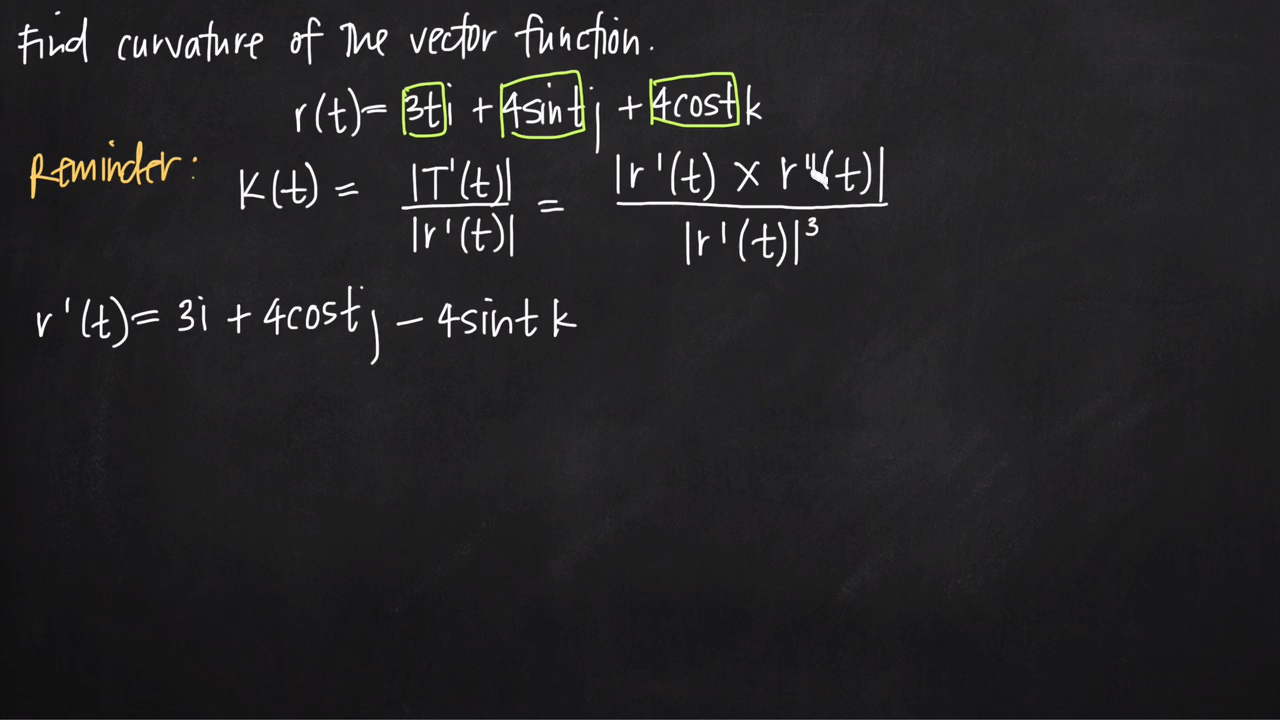 Find curvature of the vector function.
r(t)= 3t i + 4sint j + 4cost k
Reminder: K(t) = |T'(t)| / |r'(t)| = |r'(t) × r''(t)| / |r'(t)|³
r'(t)= 3i + 4cost j − 4sint k